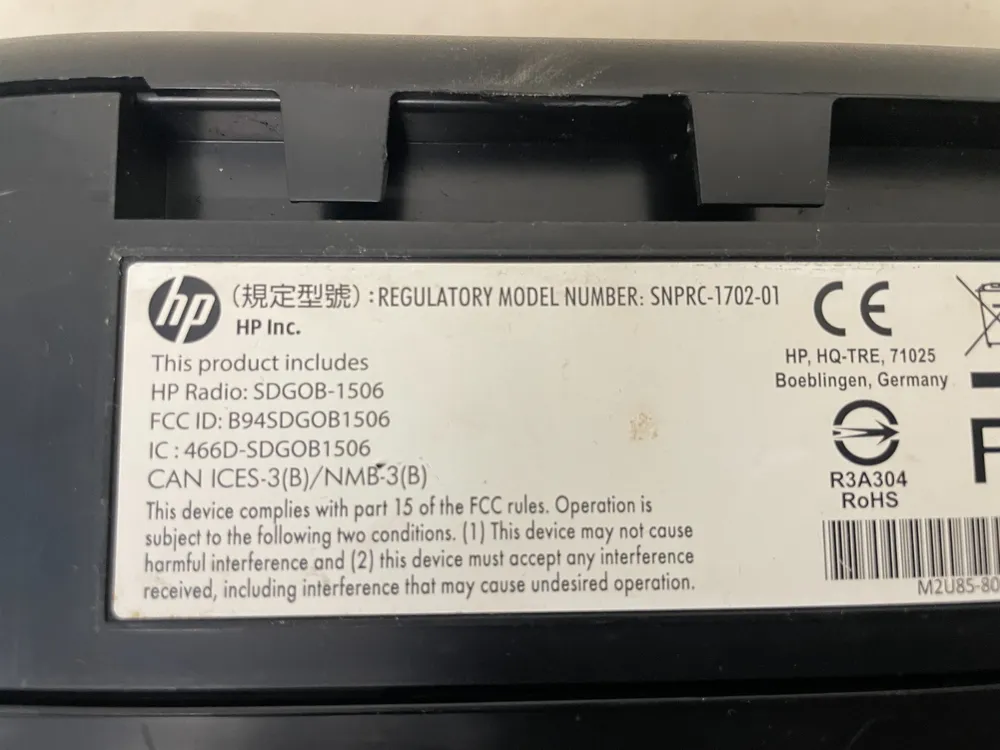 hp (規定型號) : REGULATORY MODEL NUMBER: SNPRC-1702-01
HP Inc.
This product includes
HP Radio: SDGOB-1506
FCC ID: B94SDGOB1506
IC : 466D-SDGOB1506
CAN ICES-3(B)/NMB-3(B)
This device complies with part 15 of the FCC rules. Operation is
subject to the following two conditions. (1) This device may not cause
harmful interference and (2) this device must accept any interference
received, including interference that may cause undesired operation.
CE
HP, HQ-TRE, 71025
Boeblingen, Germany
R3A304
RoHS
M2U85-80